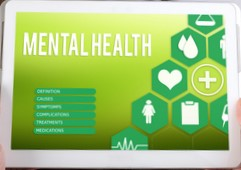 MENTAL HEALTH
DEFINITION
CAUSES
SYMPTOMS
COMPLICATIONS
TREATMENTS
MEDICATIONS